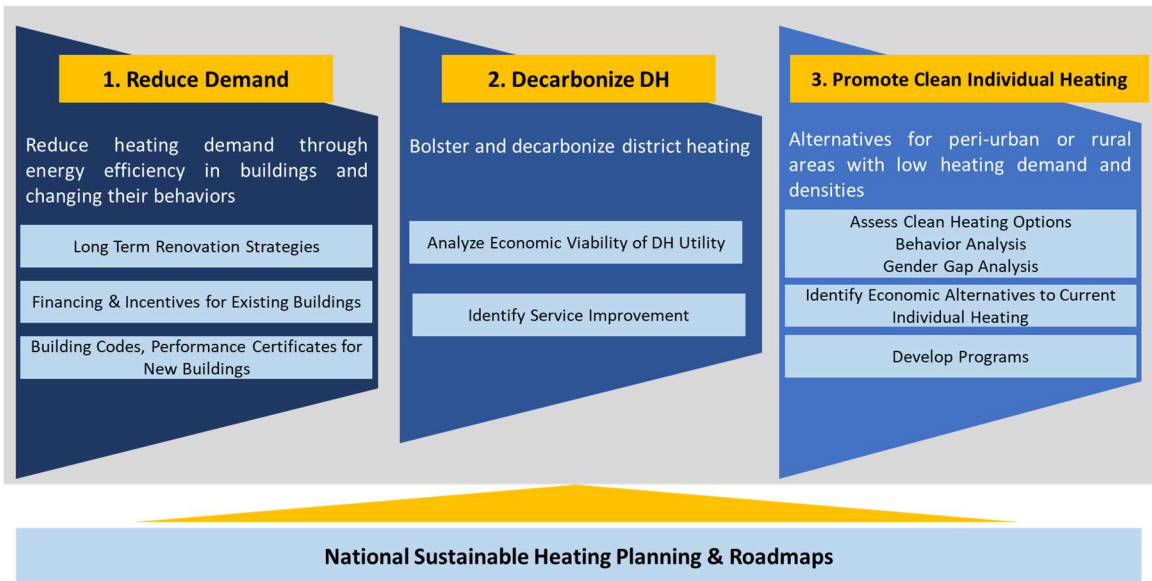 1. Reduce Demand
Reduce heating demand through
energy efficiency in buildings and
changing their behaviors
Long Term Renovation Strategies
Financing & Incentives for Existing Buildings
Building Codes, Performance Certificates for
New Buildings
2. Decarbonize DH
Bolster and decarbonize district heating
Analyze Economic Viability of DH Utility
Identify Service Improvement
3. Promote Clean Individual Heating
Alternatives for peri-urban or rural
areas with low heating demand and
densities
Assess Clean Heating Options
Behavior Analysis
Gender Gap Analysis
Identify Economic Alternatives to Current
Individual Heating
Develop Programs
National Sustainable Heating Planning & Roadmaps